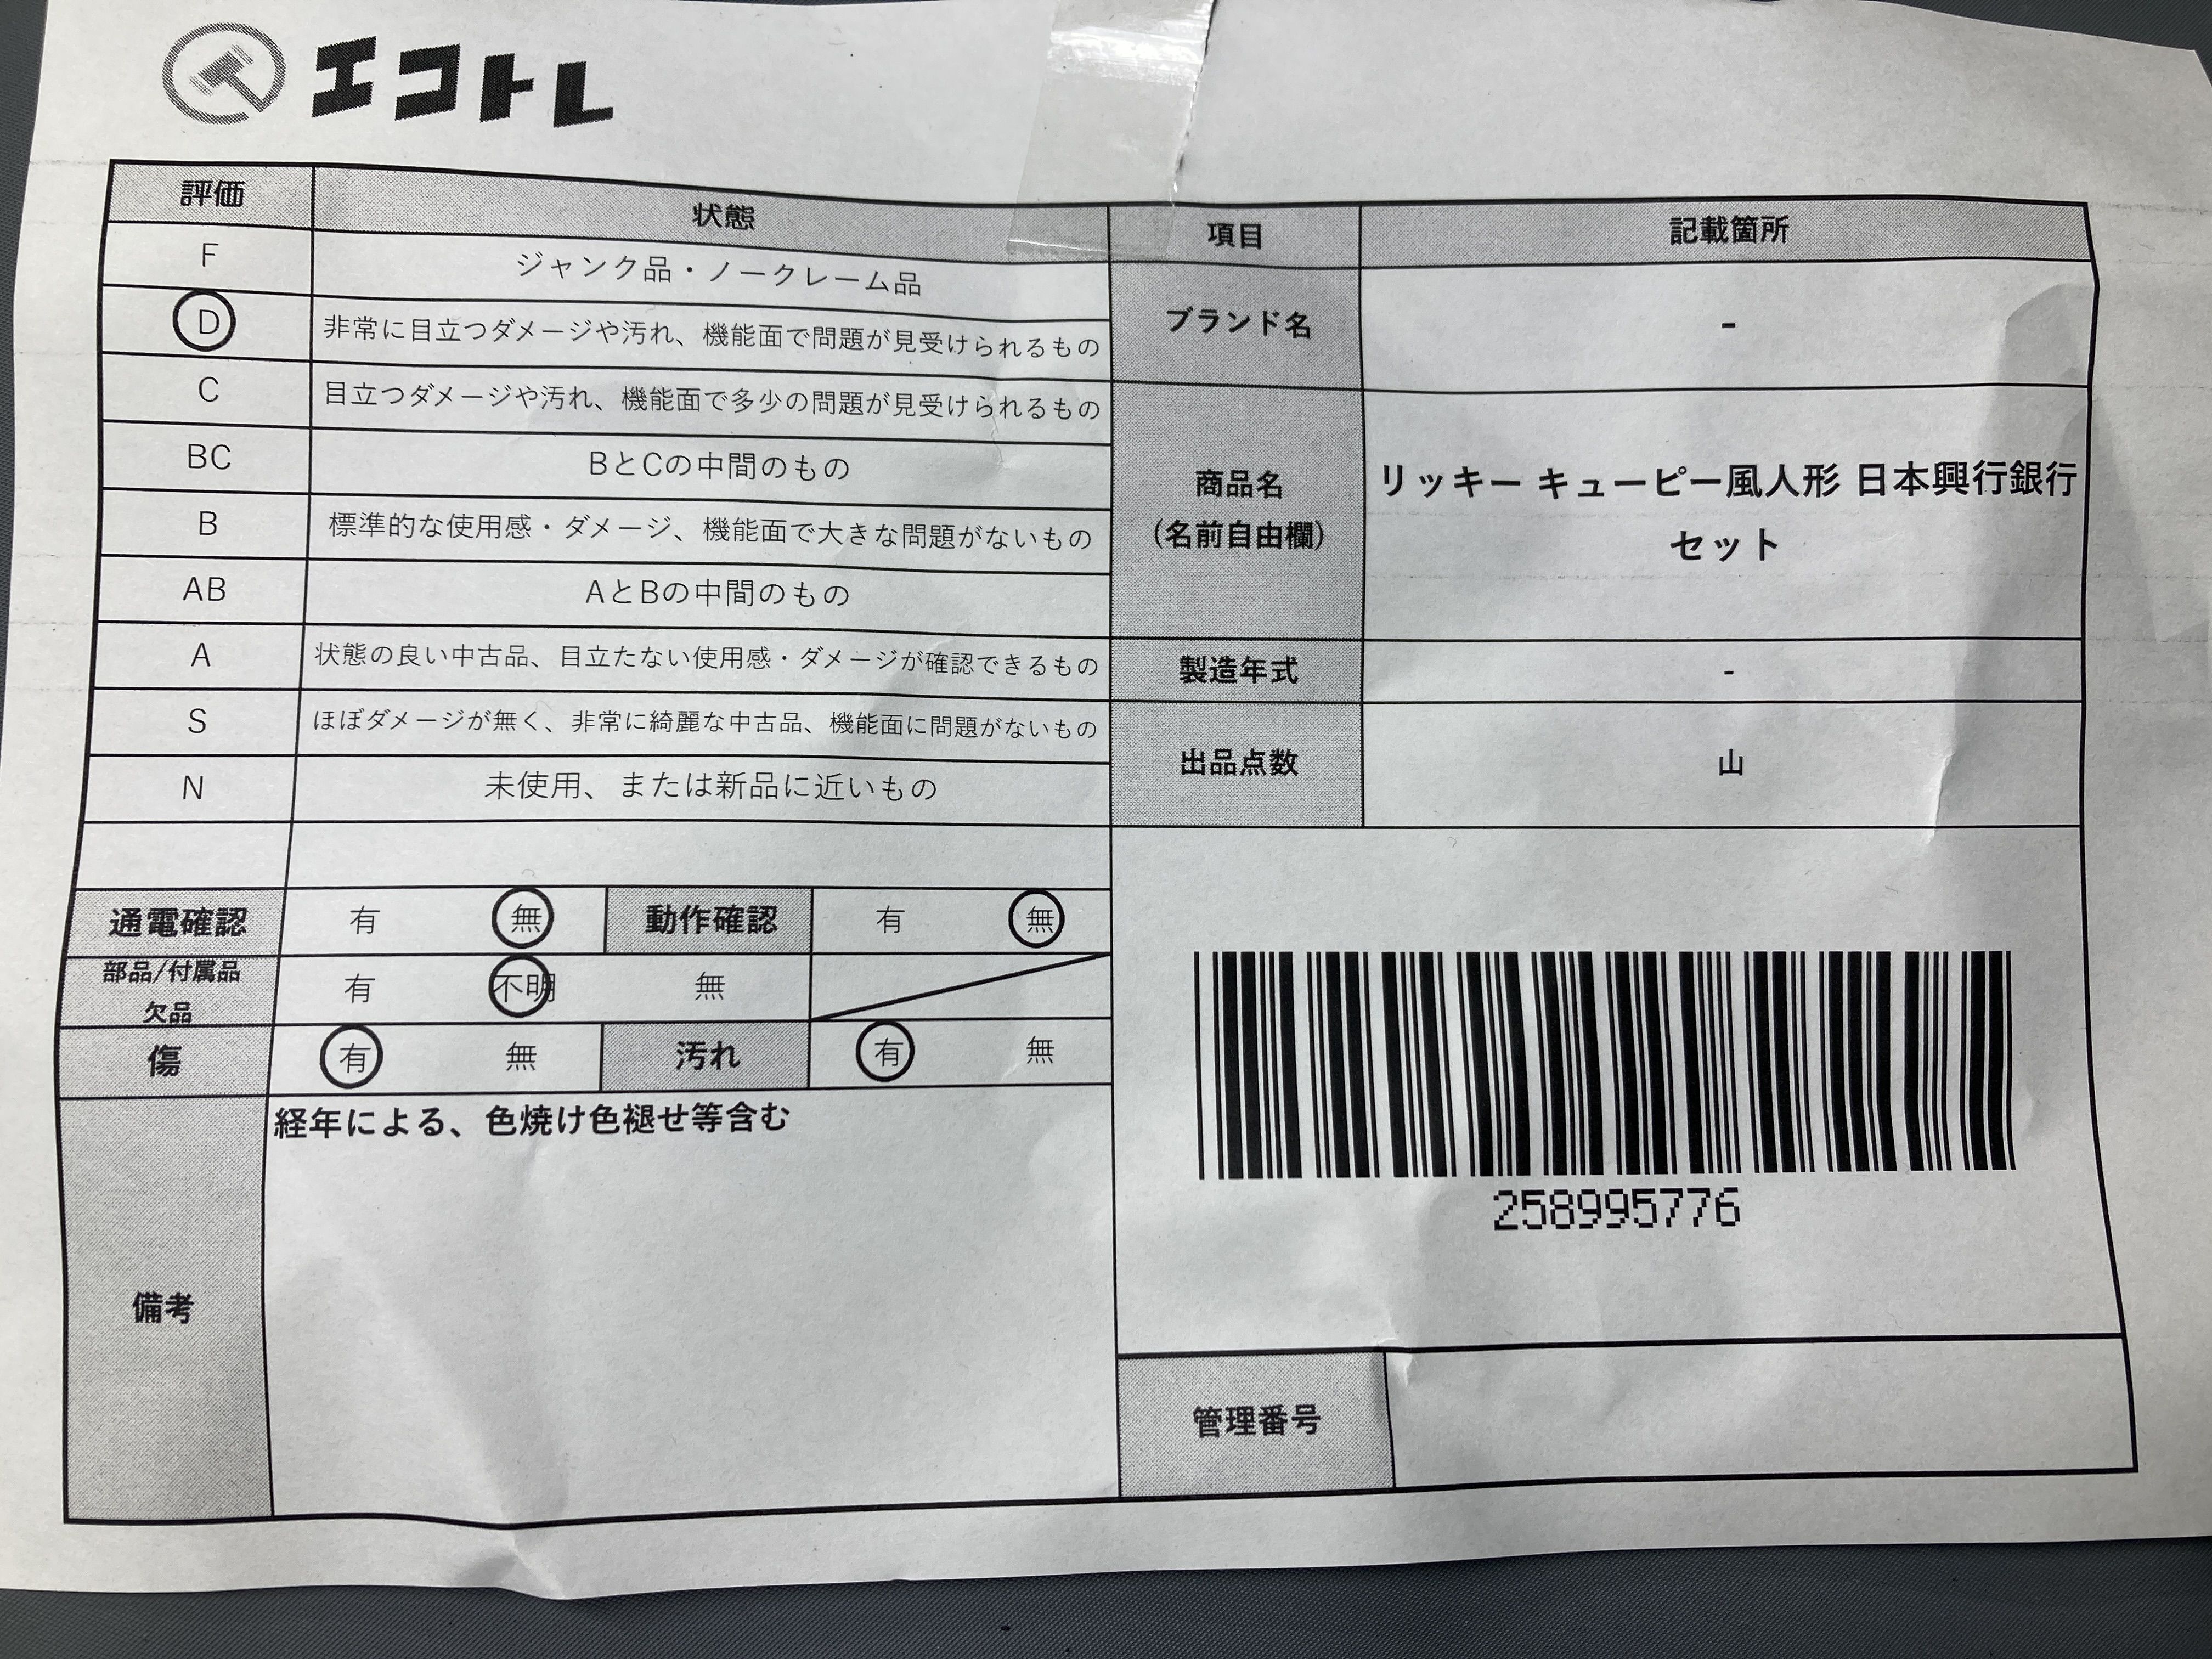 エコトレ
評価 状態
F ジャンク品・ノークレーム品
D 非常に目立つダメージや汚れ、機能面で問題が見受けられるもの
C 目立つダメージや汚れ、機能面で多少の問題が見受けられるもの
BC BとCの中間のもの
B 標準的な使用感・ダメージ、機能面で大きな問題がないもの
AB AとBの中間のもの
A 状態の良い中古品、目立たない使用感・ダメージが確認できるもの
S ほぼダメージが無く、非常に綺麗な中古品、機能面に問題がないもの
N 未使用、または新品に近いもの
通電確認 有 無 動作確認 有 無
部品/付属品
欠品
有 不明 無
傷 有 無 汚れ 有 無
備考
経年による、色焼け色褪せ等含む
項目 記載箇所
ブランド名 -
商品名
(名前自由欄)
リッキー キューピー風人形 日本興行銀行
セット
製造年式 -
出品点数 山
258995776
管理番号